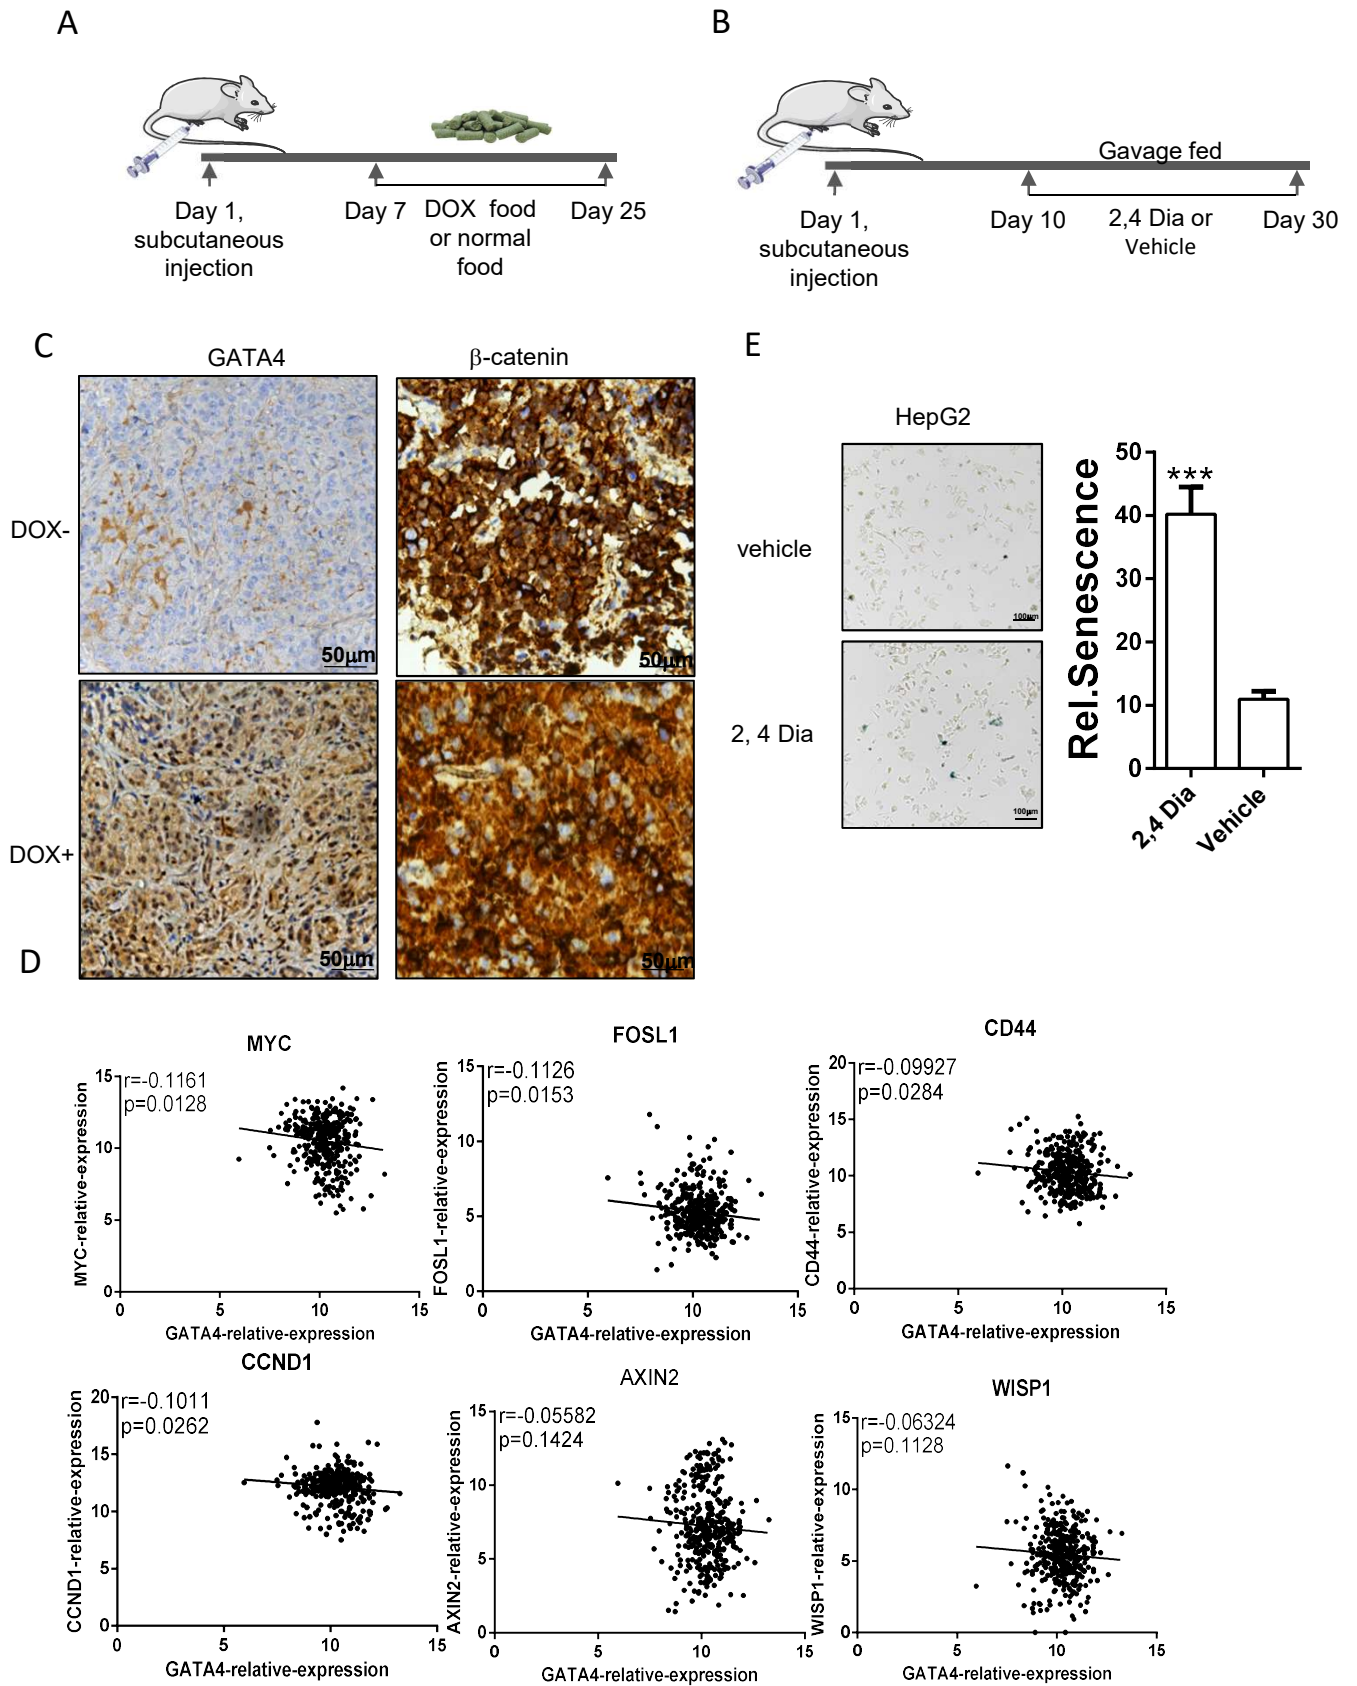 A
Day 1,
subcutaneous
injection
Day 7
DOX food
or normal
food
Day 25
B
Gavage fed
Day 1,
subcutaneous
injection
Day 10
2,4 Dia or
Vehicle
Day 30
C
GATA4
β-catenin
DOX-
50μm
50μm
DOX+
50μm
50μm
E
HepG2
vehicle
100μm
2, 4 Dia
100μm
Rel.Senescence
50
40
30
20
10
0
***
2,4 Dia
Vehicle
D
MYC
r=-0.1161
p=0.0128
MYC-relative-expression
15
10
5
0
0 5 10 15
GATA4-relative-expression
FOSL1
r=-0.1126
p=0.0153
FOSL1-relative-expression
15
10
5
0
0 5 10 15
GATA4-relative-expression
CD44
r=-0.09927
p=0.0284
CD44-relative-expression
20
15
10
5
0
0 5 10 15
GATA4-relative-expression
CCND1
r=-0.1011
p=0.0262
CCND1-relative-expression
20
15
10
5
0
0 5 10 15
GATA4-relative-expression
AXIN2
r=-0.05582
p=0.1424
AXIN2-relative-expression
15
10
5
0
0 5 10 15
GATA4-relative-expression
WISP1
r=-0.06324
p=0.1128
WISP1-relative-expression
15
10
5
0
0 5 10 15
GATA4-relative-expression